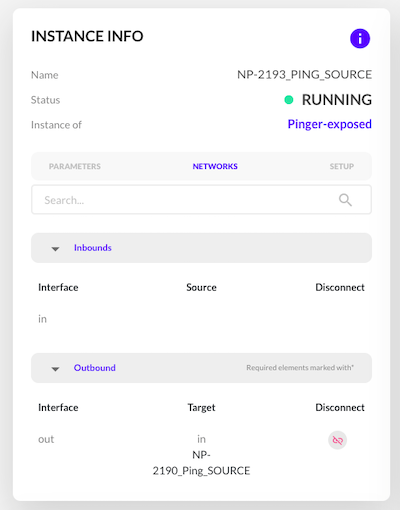 INSTANCE INFO
Name NP-2193_PING_SOURCE
Status RUNNING
Instance of Pinger-exposed
PARAMETERS NETWORKS SETUP
Search...
Inbounds
Interface Source Disconnect
in
Outbound Required elements marked with*
Interface Target Disconnect
out in
NP-
2190_Ping_SOURCE